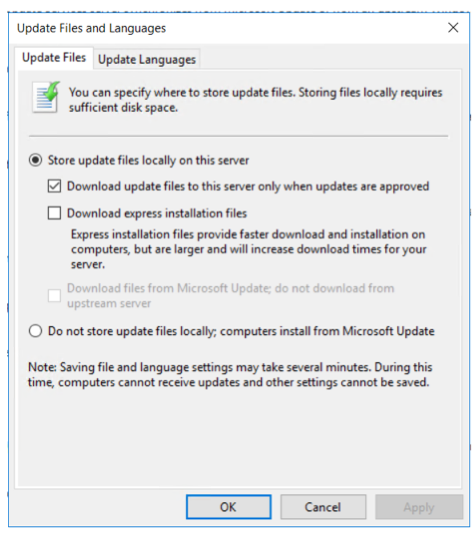 Update Files and Languages
Update Files
Update Languages
You can specify where to store update files. Storing files locally requires
sufficient disk space.
Store update files locally on this server
Download update files to this server only when updates are approved
Download express installation files
Express installation files provide faster download and installation on
computers, but are larger and will increase download times for your
server.
Download files from Microsoft Update; do not download from
upstream server
Do not store update files locally; computers install from Microsoft Update
Note: Saving file and language settings may take several minutes. During this
time, computers cannot receive updates and other settings cannot be saved.
OK
Cancel
Apply